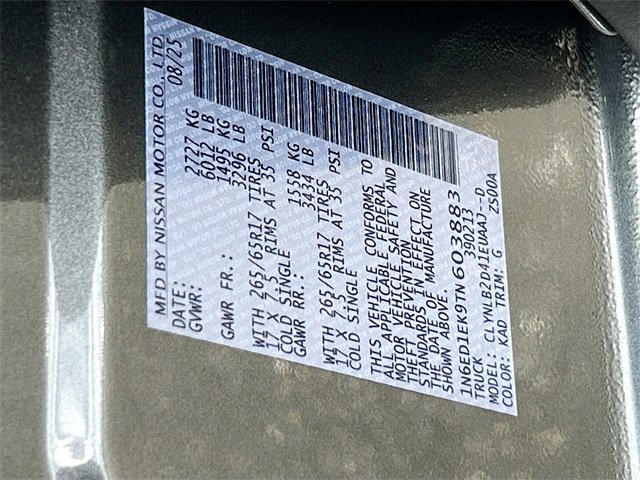 MFD BY NISSAN MOTOR CO., LTD.
DATE: 08/25
GVWR: 2727 KG
6012 LB
GAWR FR.: 1495 KG
3296 LB
WITH 265/65R17 TIRES
17 X 7.5 RIMS AT 35 PSI
COLD SINGLE
GAWR RR.: 1558 KG
3434 LB
WITH 265/65R17 TIRES
17 X 7.5 RIMS AT 35 PSI
COLD SINGLE
THIS VEHICLE CONFORMS TO
ALL APPLICABLE FEDERAL
MOTOR VEHICLE SAFETY AND
THEFT PREVENTION
STANDARDS IN EFFECT ON
THE DATE OF MANUFACTURE
SHOWN ABOVE.
1N6ED1EK9TN603883
TRUCK 390213
MODEL: CLYNLB2D41EUAAJ--D
COLOR: KAD TRIM: G ZS00A